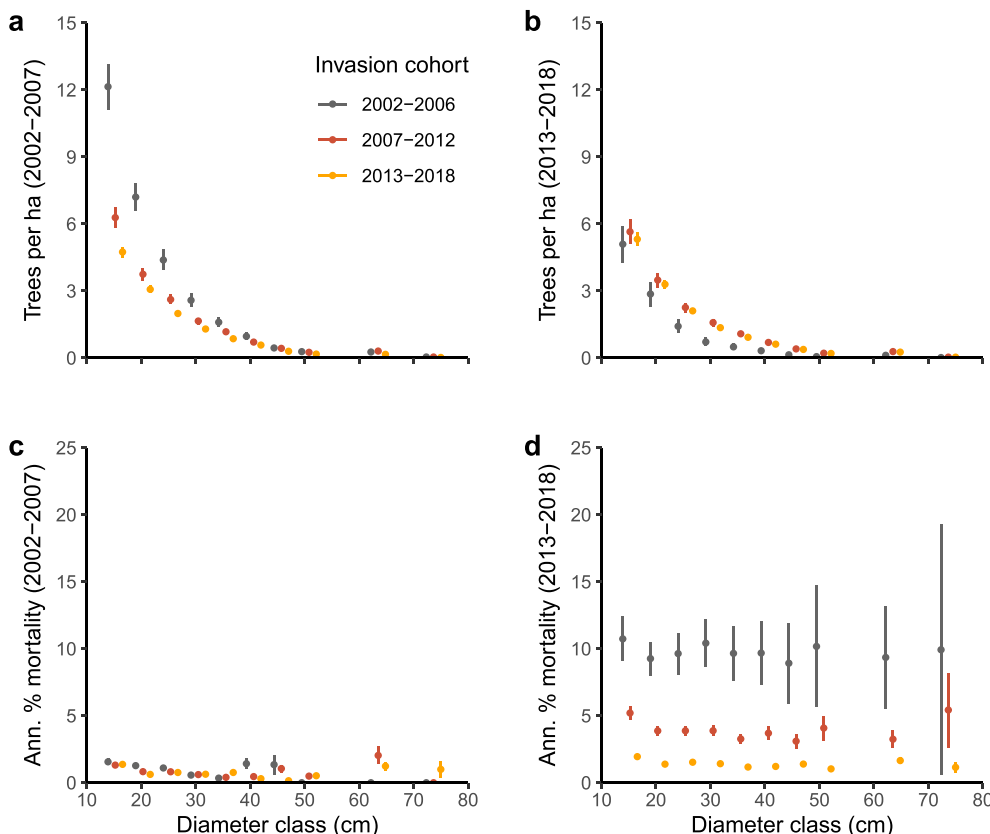 a
Trees per ha (2002−2007)
15
12
9
6
3
0
Invasion cohort
2002−2006
2007−2012
2013−2018
b
Trees per ha (2013−2018)
15
12
9
6
3
0
c
Ann. % mortality (2002−2007)
25
20
15
10
5
0
10 20 30 40 50 60 70 80
Diameter class (cm)
d
Ann. % mortality (2013−2018)
25
20
15
10
5
0
10 20 30 40 50 60 70 80
Diameter class (cm)